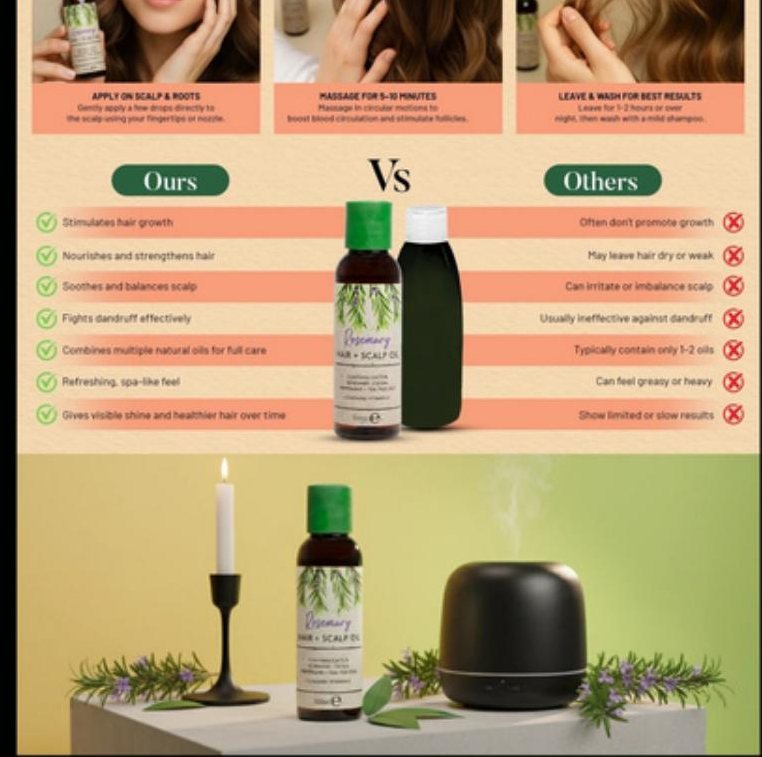 APPLY ON SCALP & ROOTS
Gently apply a few drops directly to
the scalp using your fingertips or nozzle.
MASSAGE FOR 5-10 MINUTES
Massage in circular motions to
boost blood circulation and stimulate follicles.
LEAVE & WASH FOR BEST RESULTS
Leave for 1-2 hours or over
night, then wash with a mild shampoo.
Ours
Vs
Others
Stimulates hair growth
Often don't promote growth
Nourishes and strengthens hair
May leave hair dry or weak
Soothes and balances scalp
Can irritate or imbalance scalp
Fights dandruff effectively
Usually ineffective against dandruff
Combines multiple natural oils for full care
Typically contain only 1-2 oils
Refreshing, spa-like feel
Can feel greasy or heavy
Gives visible shine and healthier hair over time
Show limited or slow results
Rosemary
HAIR + SCALP OIL
Rosemary
HAIR + SCALP OIL